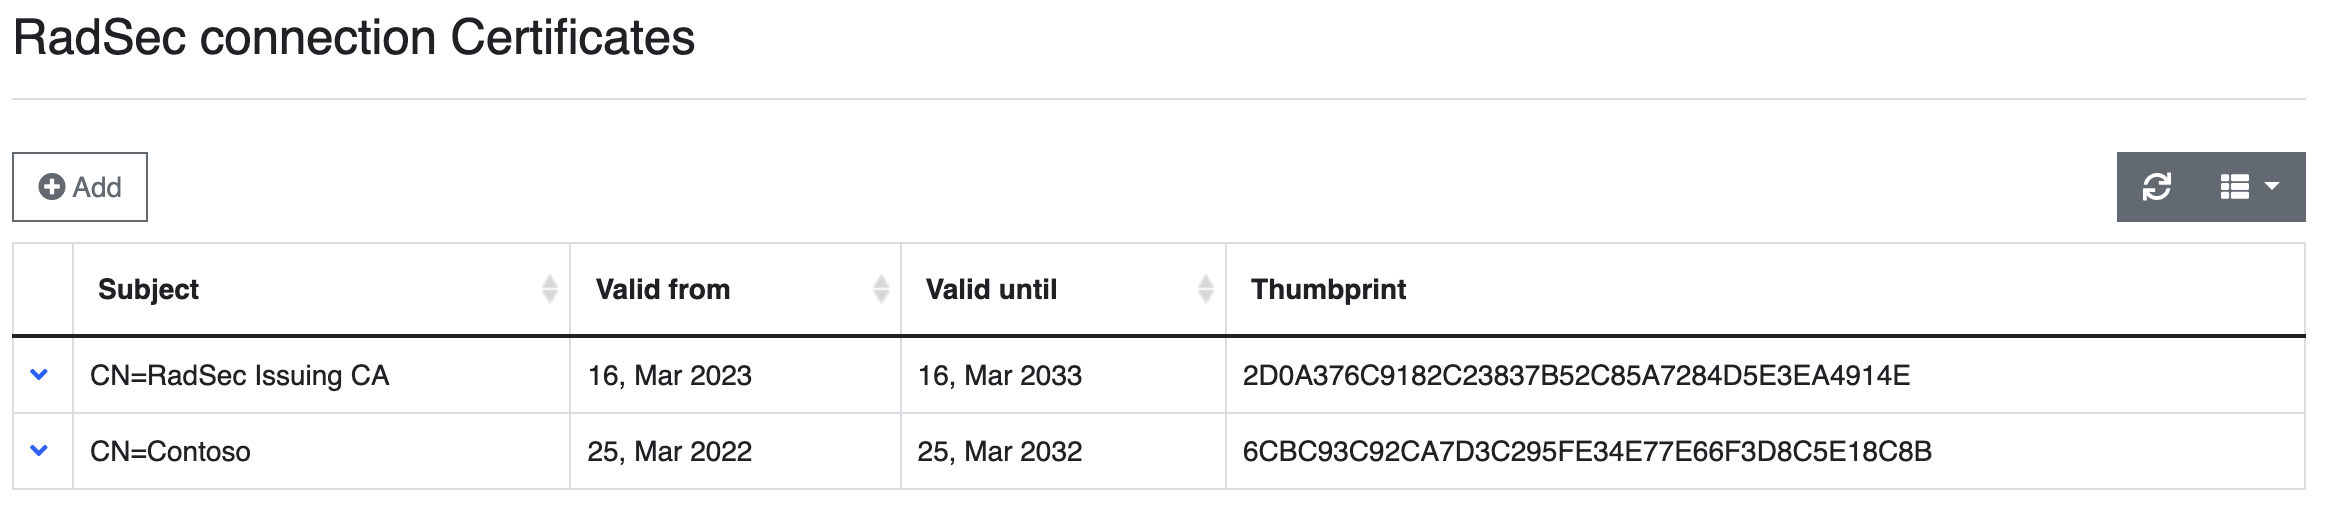 RadSec connection Certificates
Add
Subject Valid from Valid until Thumbprint
CN=RadSec Issuing CA 16, Mar 2023 16, Mar 2033 2D0A376C9182C23837B52C85A7284D5E3EA4914E
CN=Contoso 25, Mar 2022 25, Mar 2032 6CBC93C92CA7D3C295FE34E77E66F3D8C5E18C8B